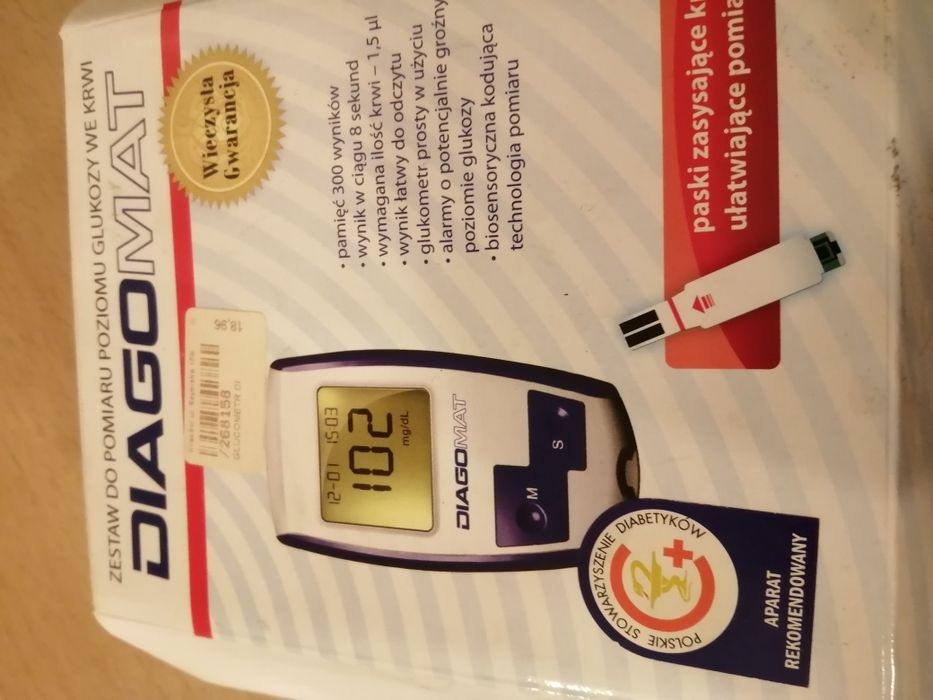 ZESTAW DO POMIARU POZIOMU GLUKOZY WE KRWI
DIAGOMAT
Wieczysta
Gwarancja
18,96
7268158
GLUCOMETR DI
• pamięć 300 wyników
• wynik w ciągu 8 sekund
• wymagana ilość krwi – 1,5 µl
• wynik łatwy do odczytu
• glukometr prosty w użyciu
• alarmy o potencjalnie groźny
poziomie glukozy
• biosensoryczna kodująca
technologia pomiaru
12-01 15:03
102
mg/dL
DIAGOMAT
M
S
paski zasysające k
ułatwiające pomia
POLSKIE STOWARZYSZENIE DIABETYKÓW
APARAT
REKOMENDOWANY